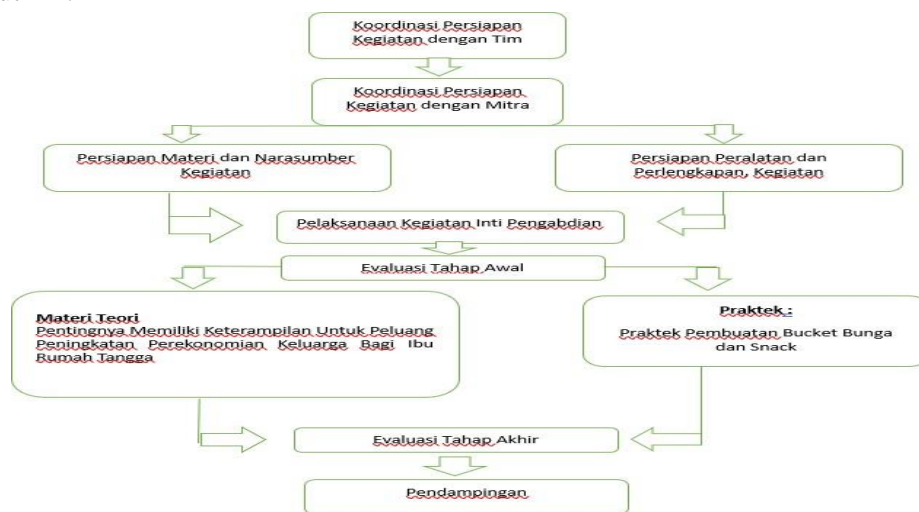 Koordinasi Persiapan
Kegiatan dengan Tim
Koordinasi Persiapan
Kegiatan dengan Mitra
Persiapan Materi dan Narasumber
Kegiatan
Persiapan Peralatan dan
Perlengkapan, Kegiatan
Pelaksanaan Kegiatan Inti Pengabdian
Evaluasi Tahap Awal
Materi Teori
Pentingnya Memiliki Keterampilan Untuk Peluang
Peningkatan Perekonomian Keluarga Bagi Ibu
Rumah Tangga
Praktek :
Praktek Pembuatan Bucket Bunga
dan Snack
Evaluasi Tahap Akhir
Pendampingan